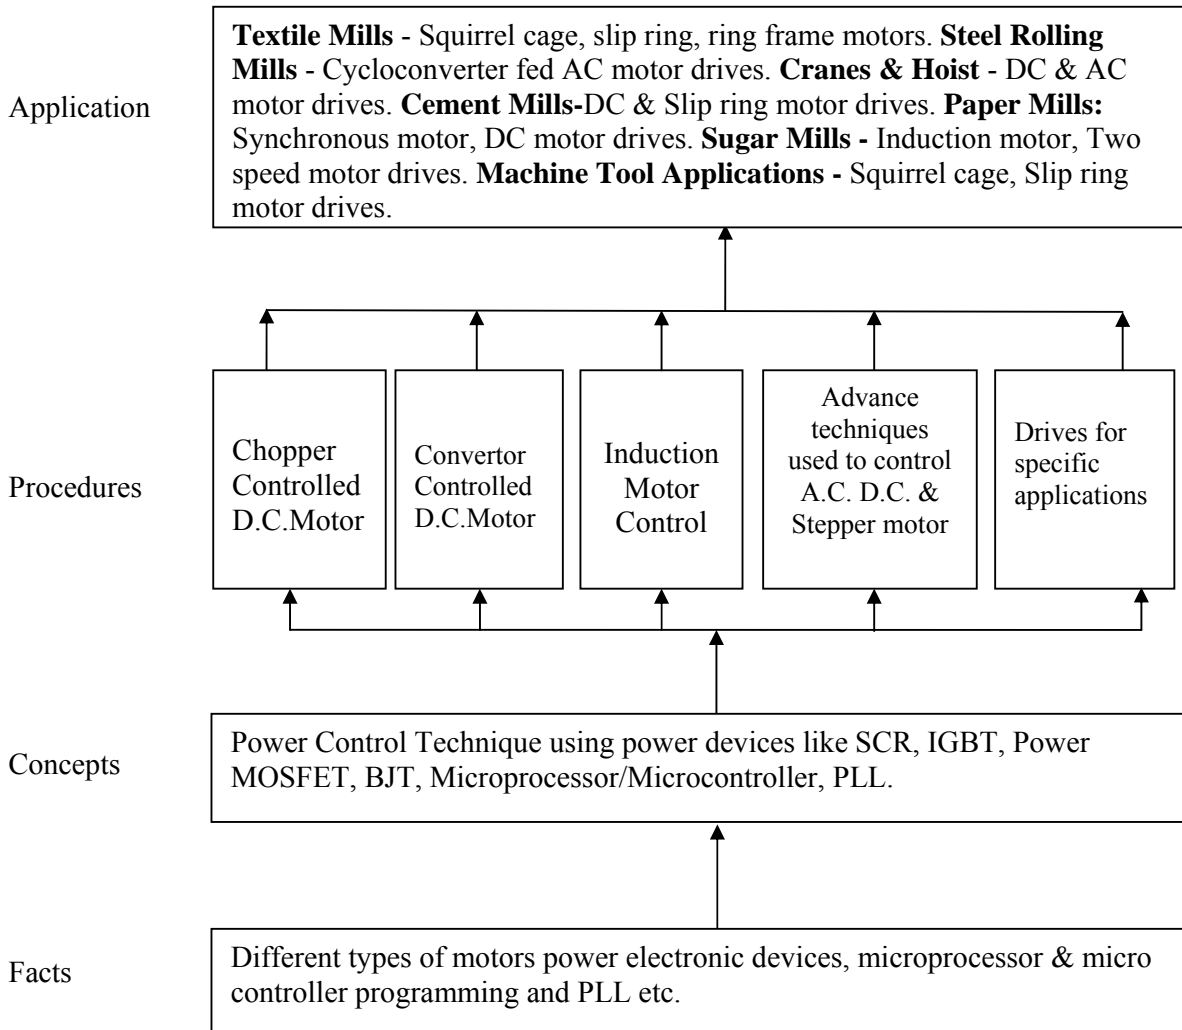 Application
Textile Mills - Squirrel cage, slip ring, ring frame motors. Steel Rolling
Mills - Cycloconverter fed AC motor drives. Cranes & Hoist - DC & AC
motor drives. Cement Mills-DC & Slip ring motor drives. Paper Mills:
Synchronous motor, DC motor drives. Sugar Mills - Induction motor, Two
speed motor drives. Machine Tool Applications - Squirrel cage, Slip ring
motor drives.
Procedures
Chopper
Controlled
D.C.Motor
Convertor
Controlled
D.C.Motor
Induction
Motor
Control
Advance
techniques
used to control
A.C. D.C. &
Stepper motor
Drives for
specific
applications
Concepts
Power Control Technique using power devices like SCR, IGBT, Power
MOSFET, BJT, Microprocessor/Microcontroller, PLL.
Facts
Different types of motors power electronic devices, microprocessor & micro
controller programming and PLL etc.